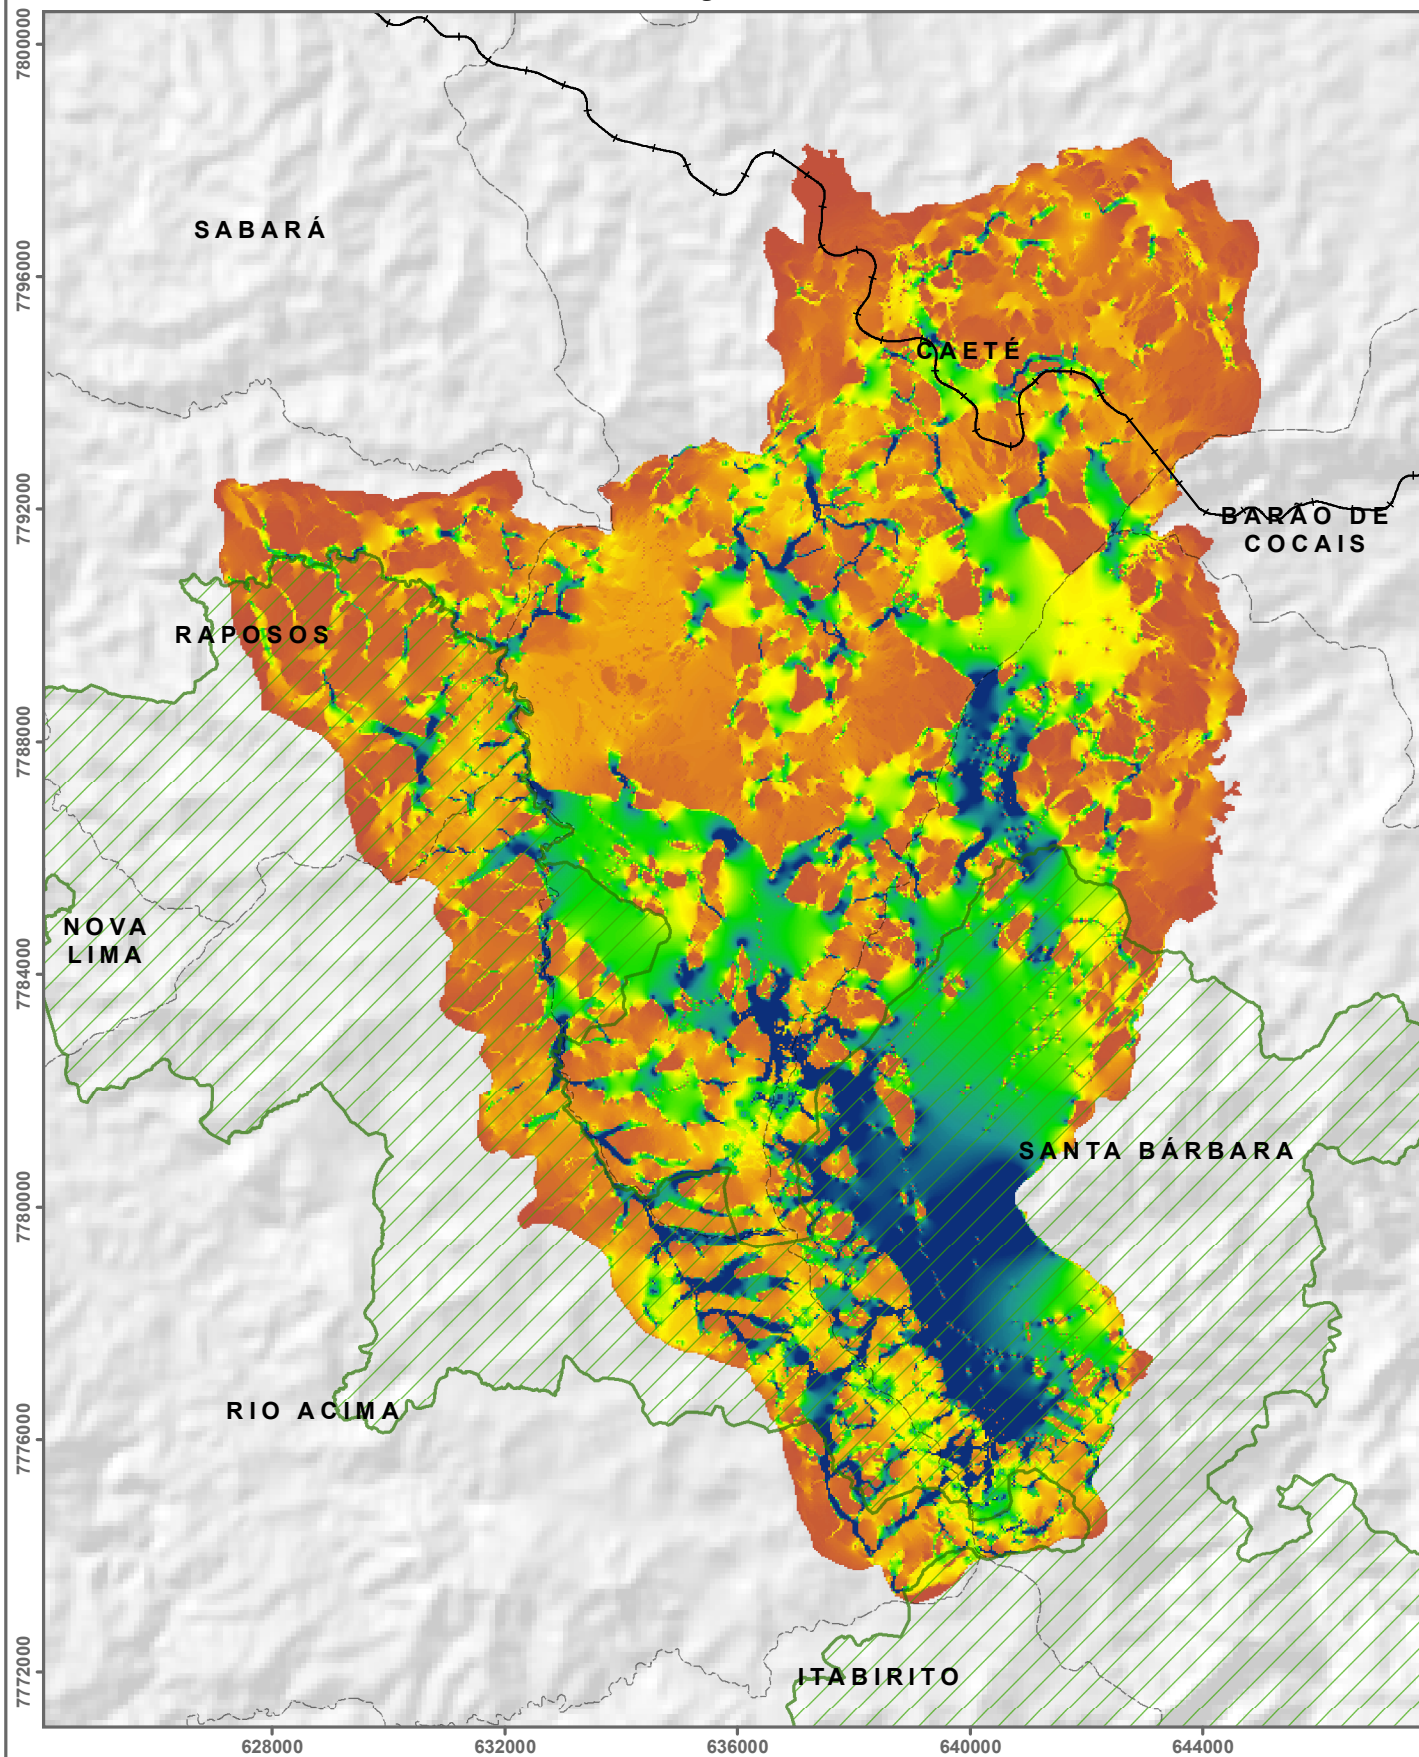 7800000
SABARÁ
7796000
CAETÉ
7792000
BARÃO DE
COCAIS
RAPOSOS
7788000
NOVA
LIMA
7784000
SANTA BÁRBARA
7780000
RIO ACIMA
7776000
ITABIRITO
7772000
628000
632000
636000
640000
644000